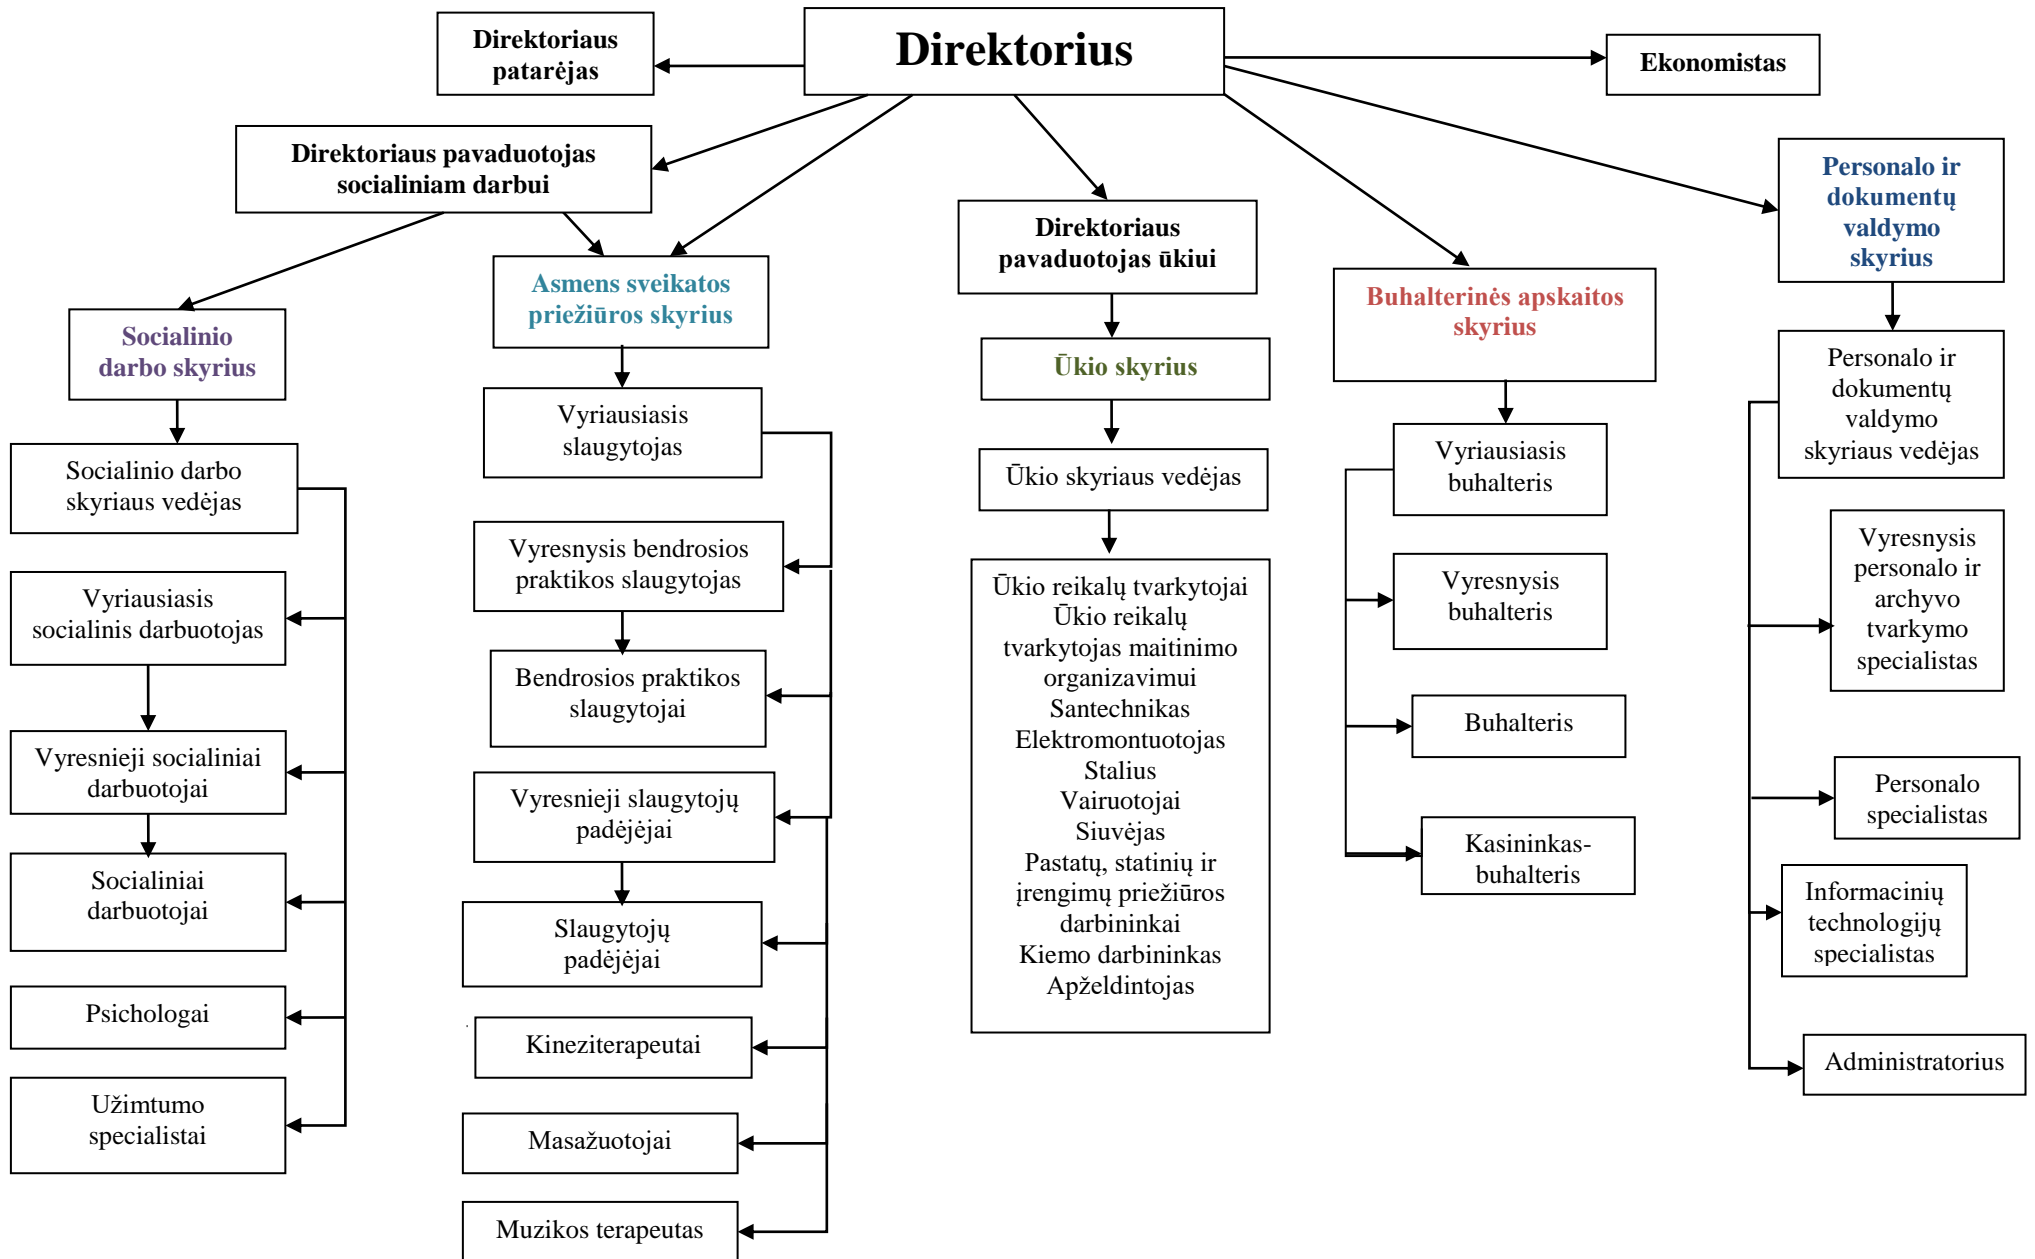 Direktoriaus
patarėjas
Direktorius
Ekonomistas
Direktoriaus pavaduotojas
socialiniam darbui
Personalo ir
dokumentų
valdymo
skyrius
Direktoriaus
pavaduotojas ūkiui
Asmens sveikatos
priežiūros skyrius
Buhalterinės apskaitos
skyrius
Socialinio
darbo skyrius
Ūkio skyrius
Socialinio darbo
skyriaus vedėjas
Vyriausiasis
socialinis darbuotojas
Vyresnieji socialiniai
darbuotojai
Socialiniai
darbuotojai
Psichologai
Užimtumo
specialistai
Vyriausiasis
slaugytojas
Vyresnysis bendrosios
praktikos slaugytojas
Bendrosios praktikos
slaugytojai
Vyresnieji slaugytojų
padėjėjai
Slaugytojų
padėjėjai
Kineziterapeutai
Masažuotojai
Muzikos terapeutas
Ūkio skyriaus vedėjas
Ūkio reikalų tvarkytojai
Ūkio reikalų
tvarkytojas maitinimo
organizavimui
Santechnikas
Elektromontuotojas
Stalius
Vairuotojai
Siuvėjas
Pastatų, statinių ir
įrengimų priežiūros
darbininkai
Kiemo darbininkas
Apželdintojas
Vyriausiasis
buhalteris
Vyresnysis
buhalteris
Buhalteris
Kasininkas-
buhalteris
Personalo ir
dokumentų
valdymo
skyriaus vedėjas
Vyresnysis
personalo ir
archyvo
tvarkymo
specialistas
Personalo
specialistas
Informacinių
technologijų
specialistas
Administratorius